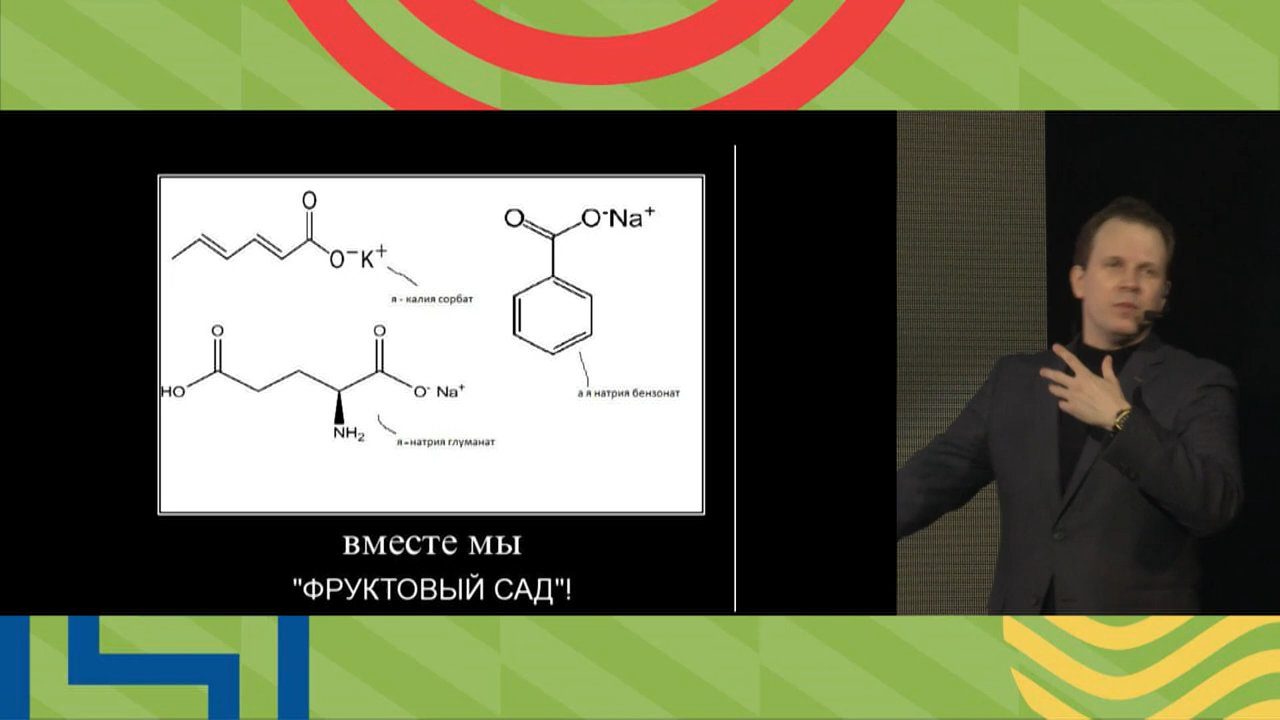 O
O⁻K⁺
я - калия сорбат
O
O⁻Na⁺
а я натрия бензонат
O
O
HO
O⁻ Na⁺
NH₂
я -натрия глуманат
вместе мы
"ФРУКТОВЫЙ САД"!